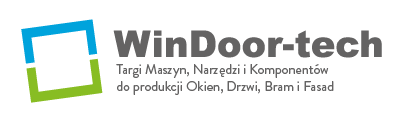 WinDoor-tech
Targi Maszyn, Narzędzi i Komponentów
do produkcji Okien, Drzwi, Bram i Fasad